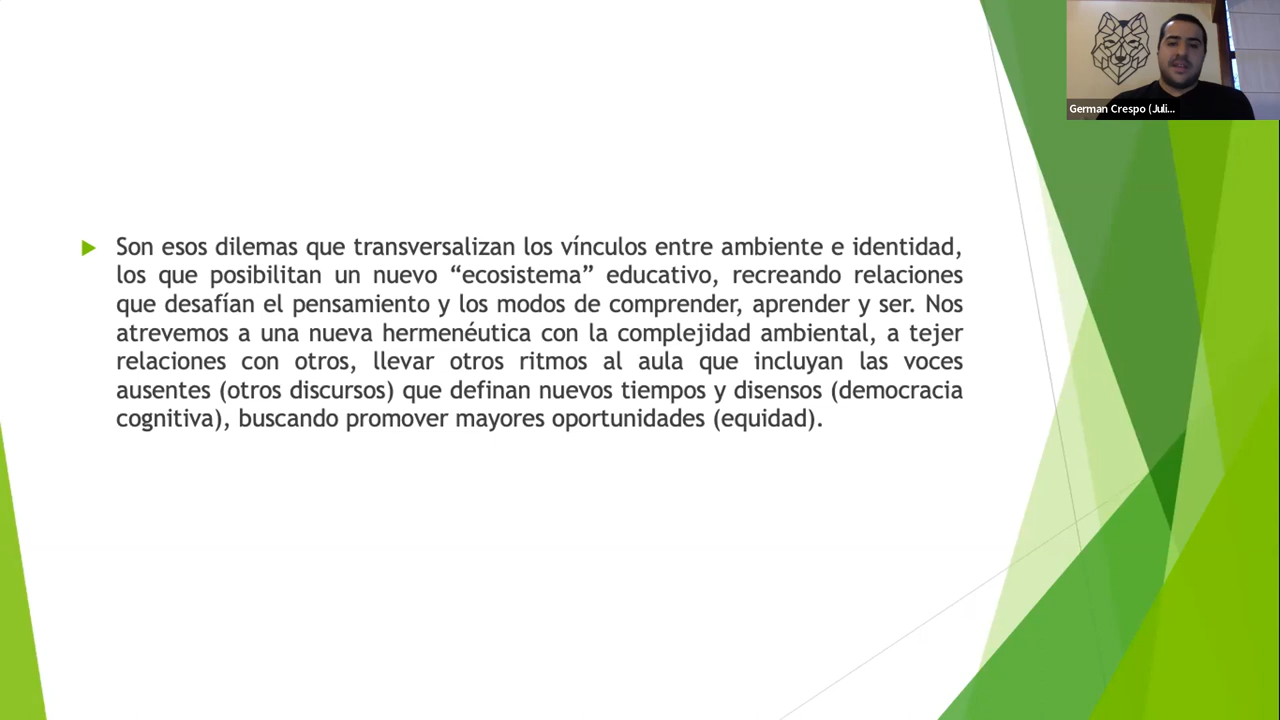 German Crespo (Juli...
Son esos dilemas que transversalizan los vínculos entre ambiente e identidad,
los que posibilitan un nuevo “ecosistema” educativo, recreando relaciones
que desafían el pensamiento y los modos de comprender, aprender y ser. Nos
atrevemos a una nueva hermenéutica con la complejidad ambiental, a tejer
relaciones con otros, llevar otros ritmos al aula que incluyan las voces
ausentes (otros discursos) que definan nuevos tiempos y disensos (democracia
cognitiva), buscando promover mayores oportunidades (equidad).